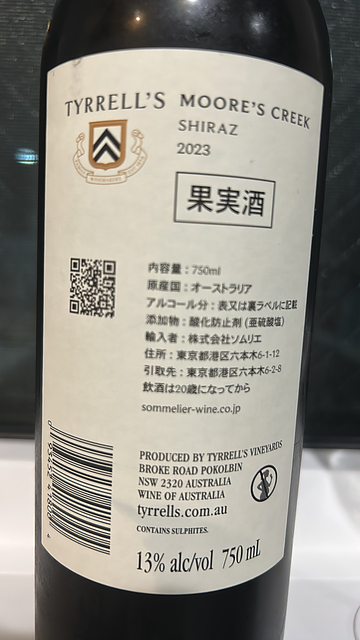 TYRRELL'S MOORE'S CREEK
SHIRAZ
2023
果実酒
内容量：750ml
原産国：オーストラリア
アルコール分：表又は裏ラベルに記載
添加物：酸化防止剤（亜硫酸塩）
輸入者：株式会社ソムリエ
住所：東京都港区六本木6-1-12
引取先：東京都港区六本木6-2-8
飲酒は20歳になってから
sommelier-wine.co.jp
PRODUCED BY TYRRELL'S VINEYARDS
BROKE ROAD POKOLBIN
NSW 2320 AUSTRALIA
WINE OF AUSTRALIA
tyrrells.com.au
CONTAINS SULPHITES.
13% alc/vol 750 mL